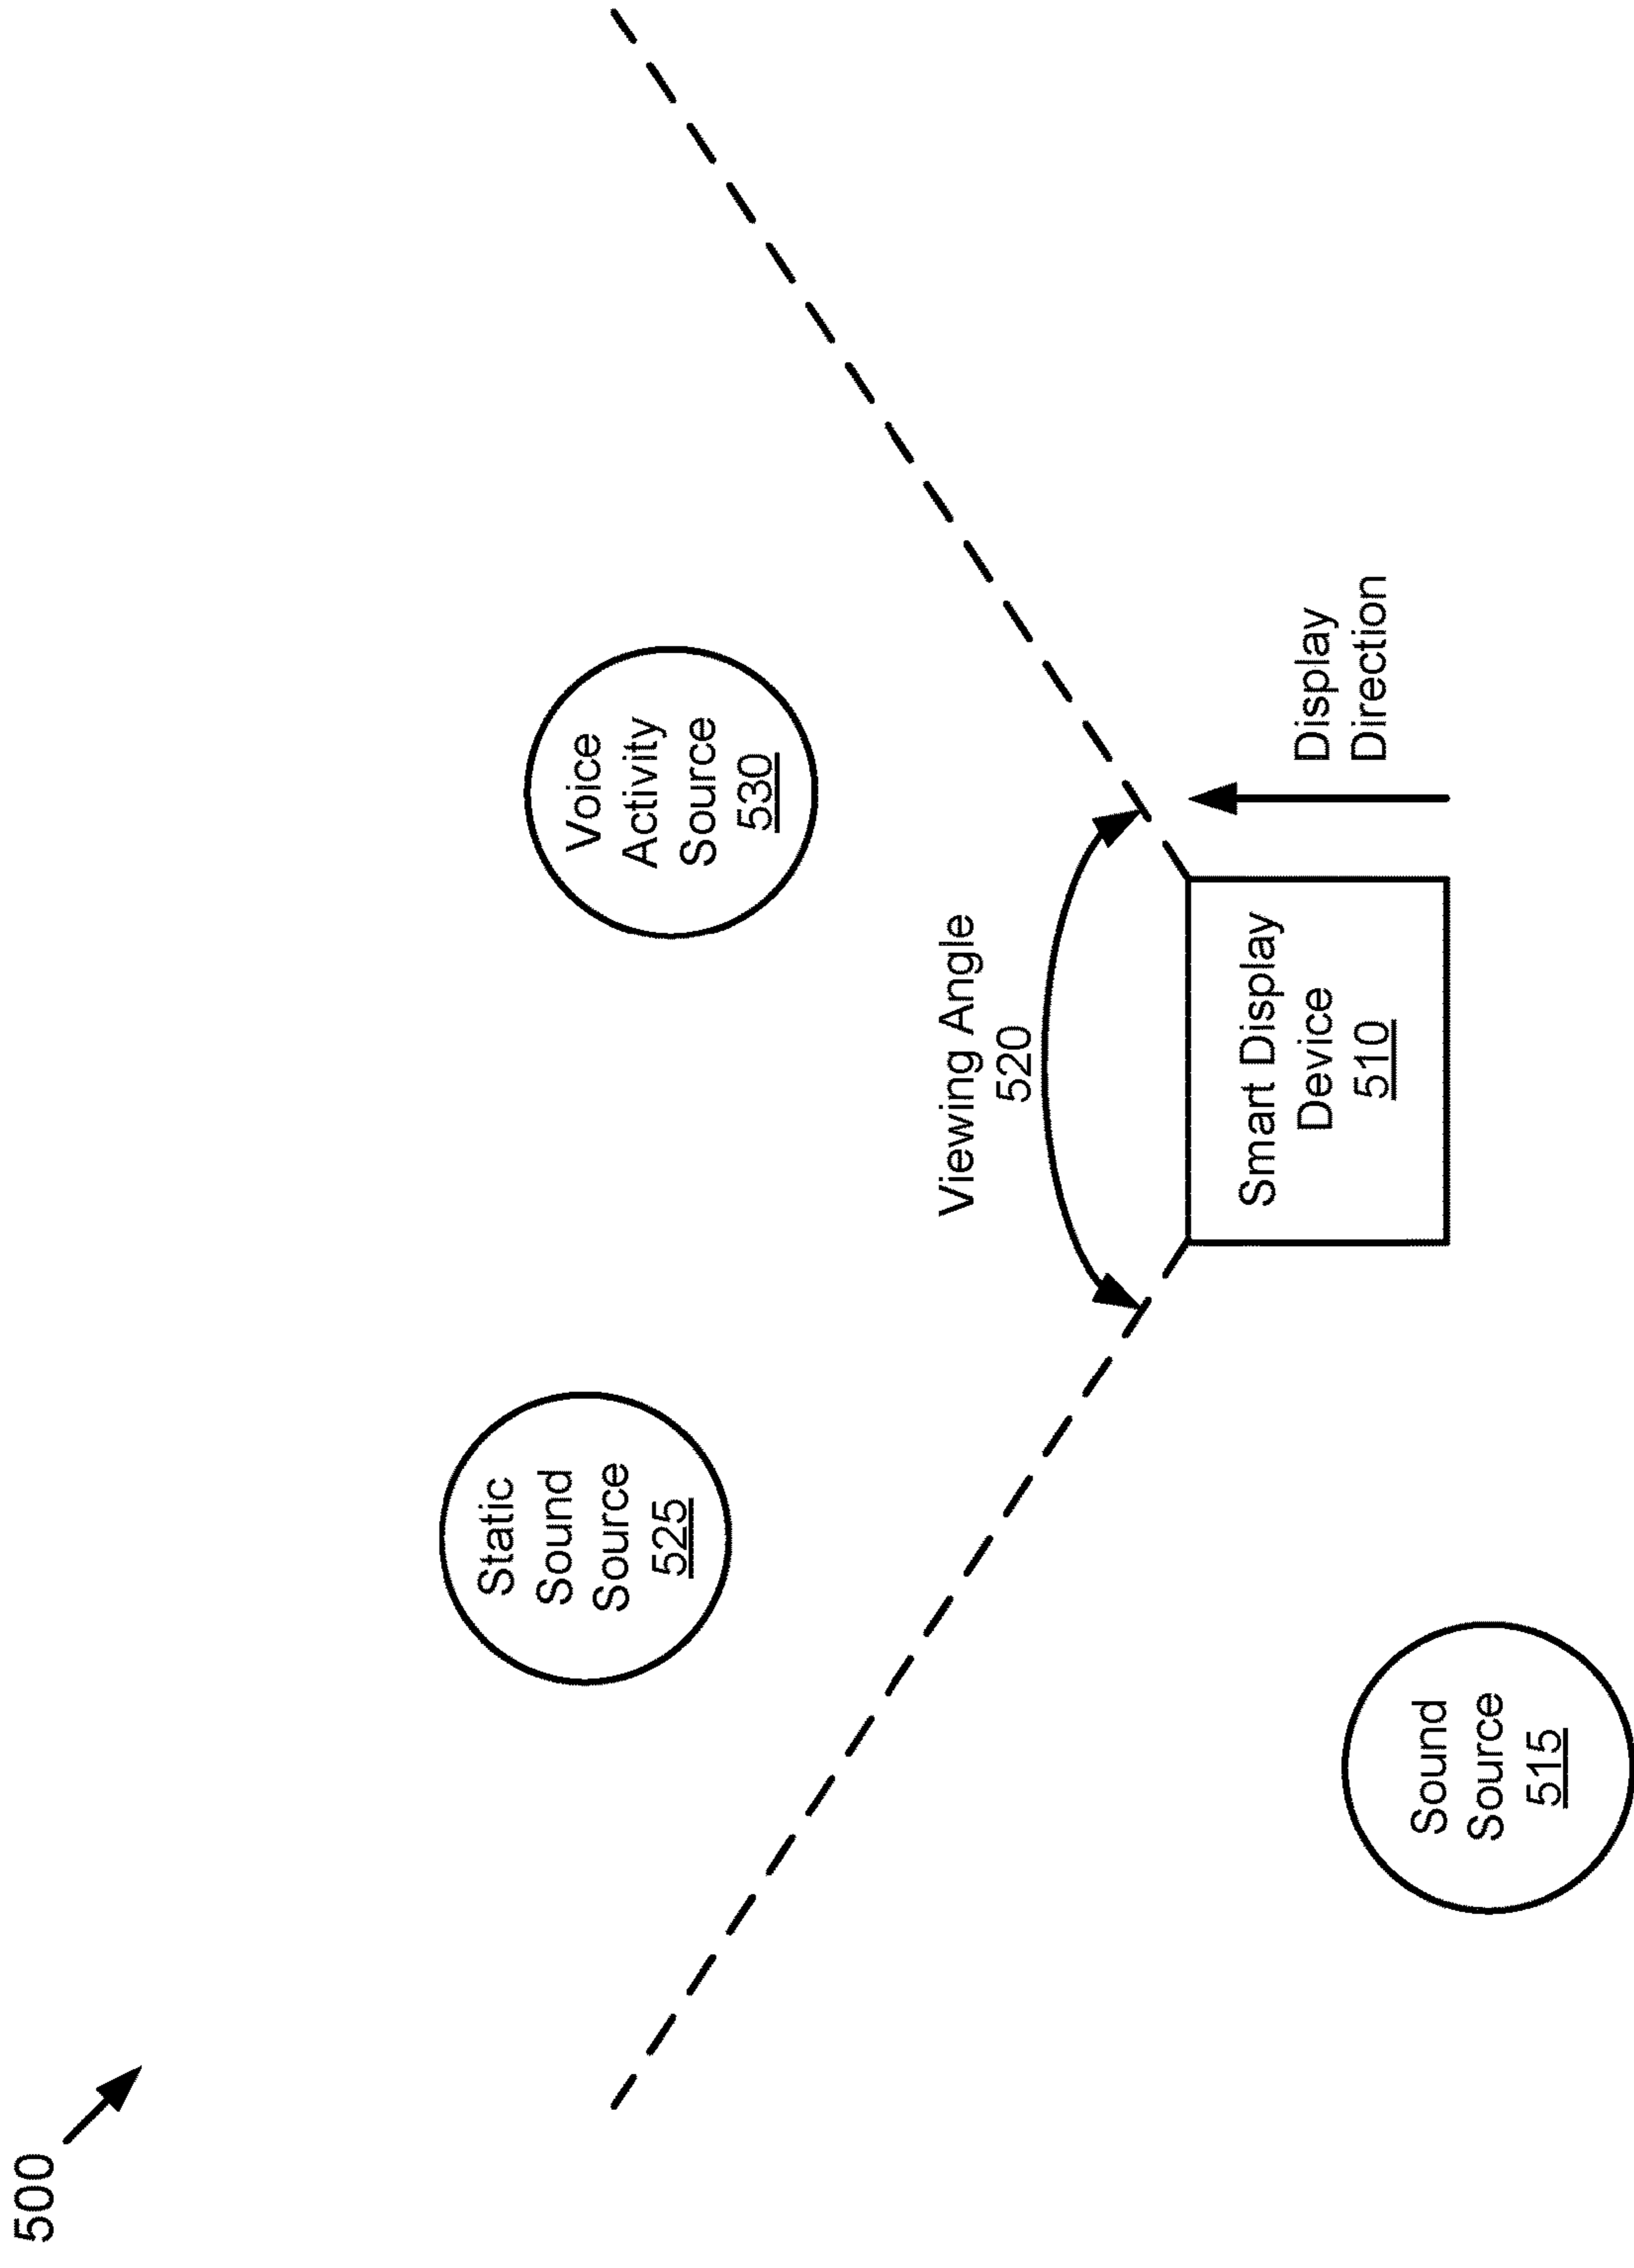 500
Static
Sound
Source
525
Voice
Activity
Source
530
Viewing Angle
520
Smart Display
Device
510
Display
Direction
Sound
Source
515